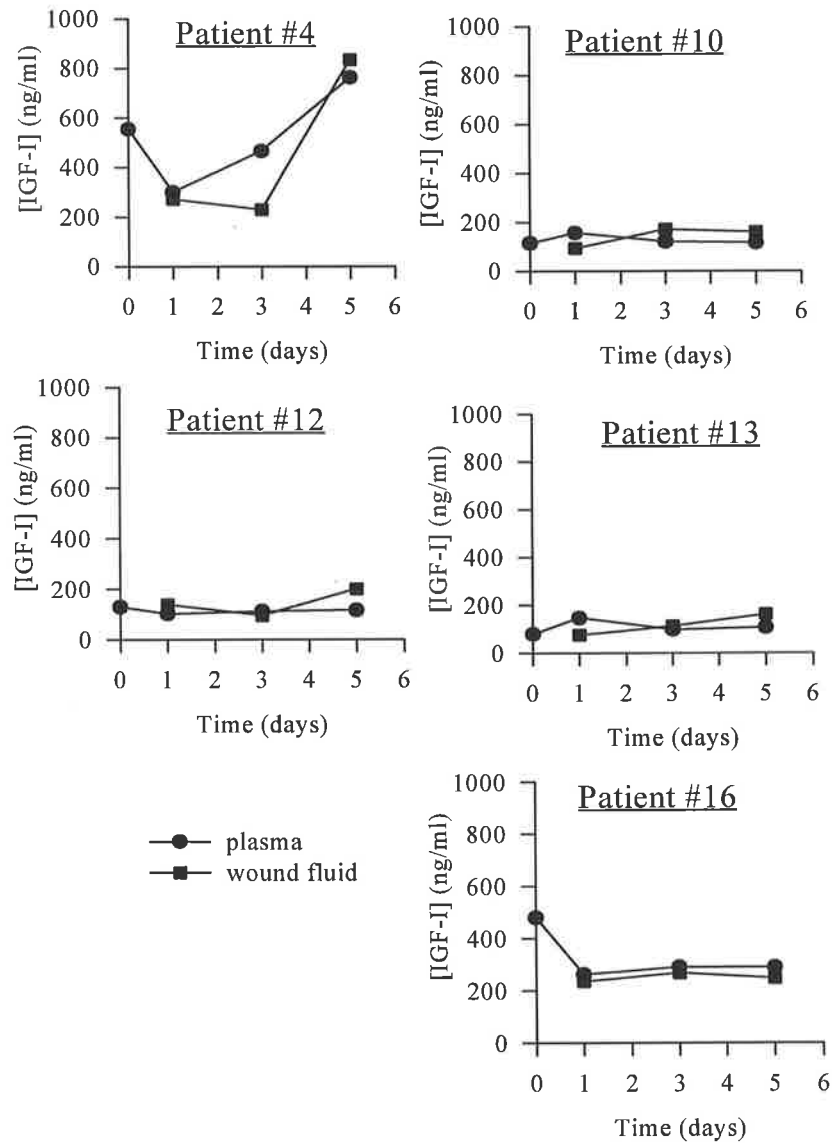 Patient #4
1000
800
600
400
200
0
[IGF-I] (ng/ml)
0 1 2 3 4 5 6
Time (days)
Patient #10
1000
800
600
400
200
0
[IGF-I] (ng/ml)
0 1 2 3 4 5 6
Time (days)
Patient #12
1000
800
600
400
200
0
[IGF-I] (ng/ml)
0 1 2 3 4 5 6
Time (days)
Patient #13
1000
800
600
400
200
0
[IGF-I] (ng/ml)
0 1 2 3 4 5 6
Time (days)
plasma
wound fluid
Patient #16
1000
800
600
400
200
0
[IGF-I] (ng/ml)
0 1 2 3 4 5 6
Time (days)